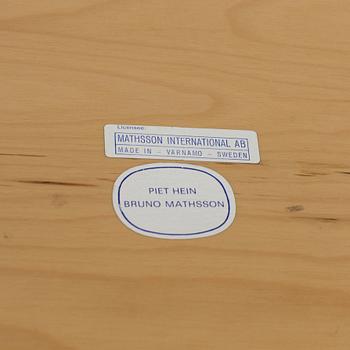 Licensee:
MATHSSON INTERNATIONAL AB
MADE IN - VARNAMO - SWEDEN
PIET HEIN
BRUNO MATHSSON